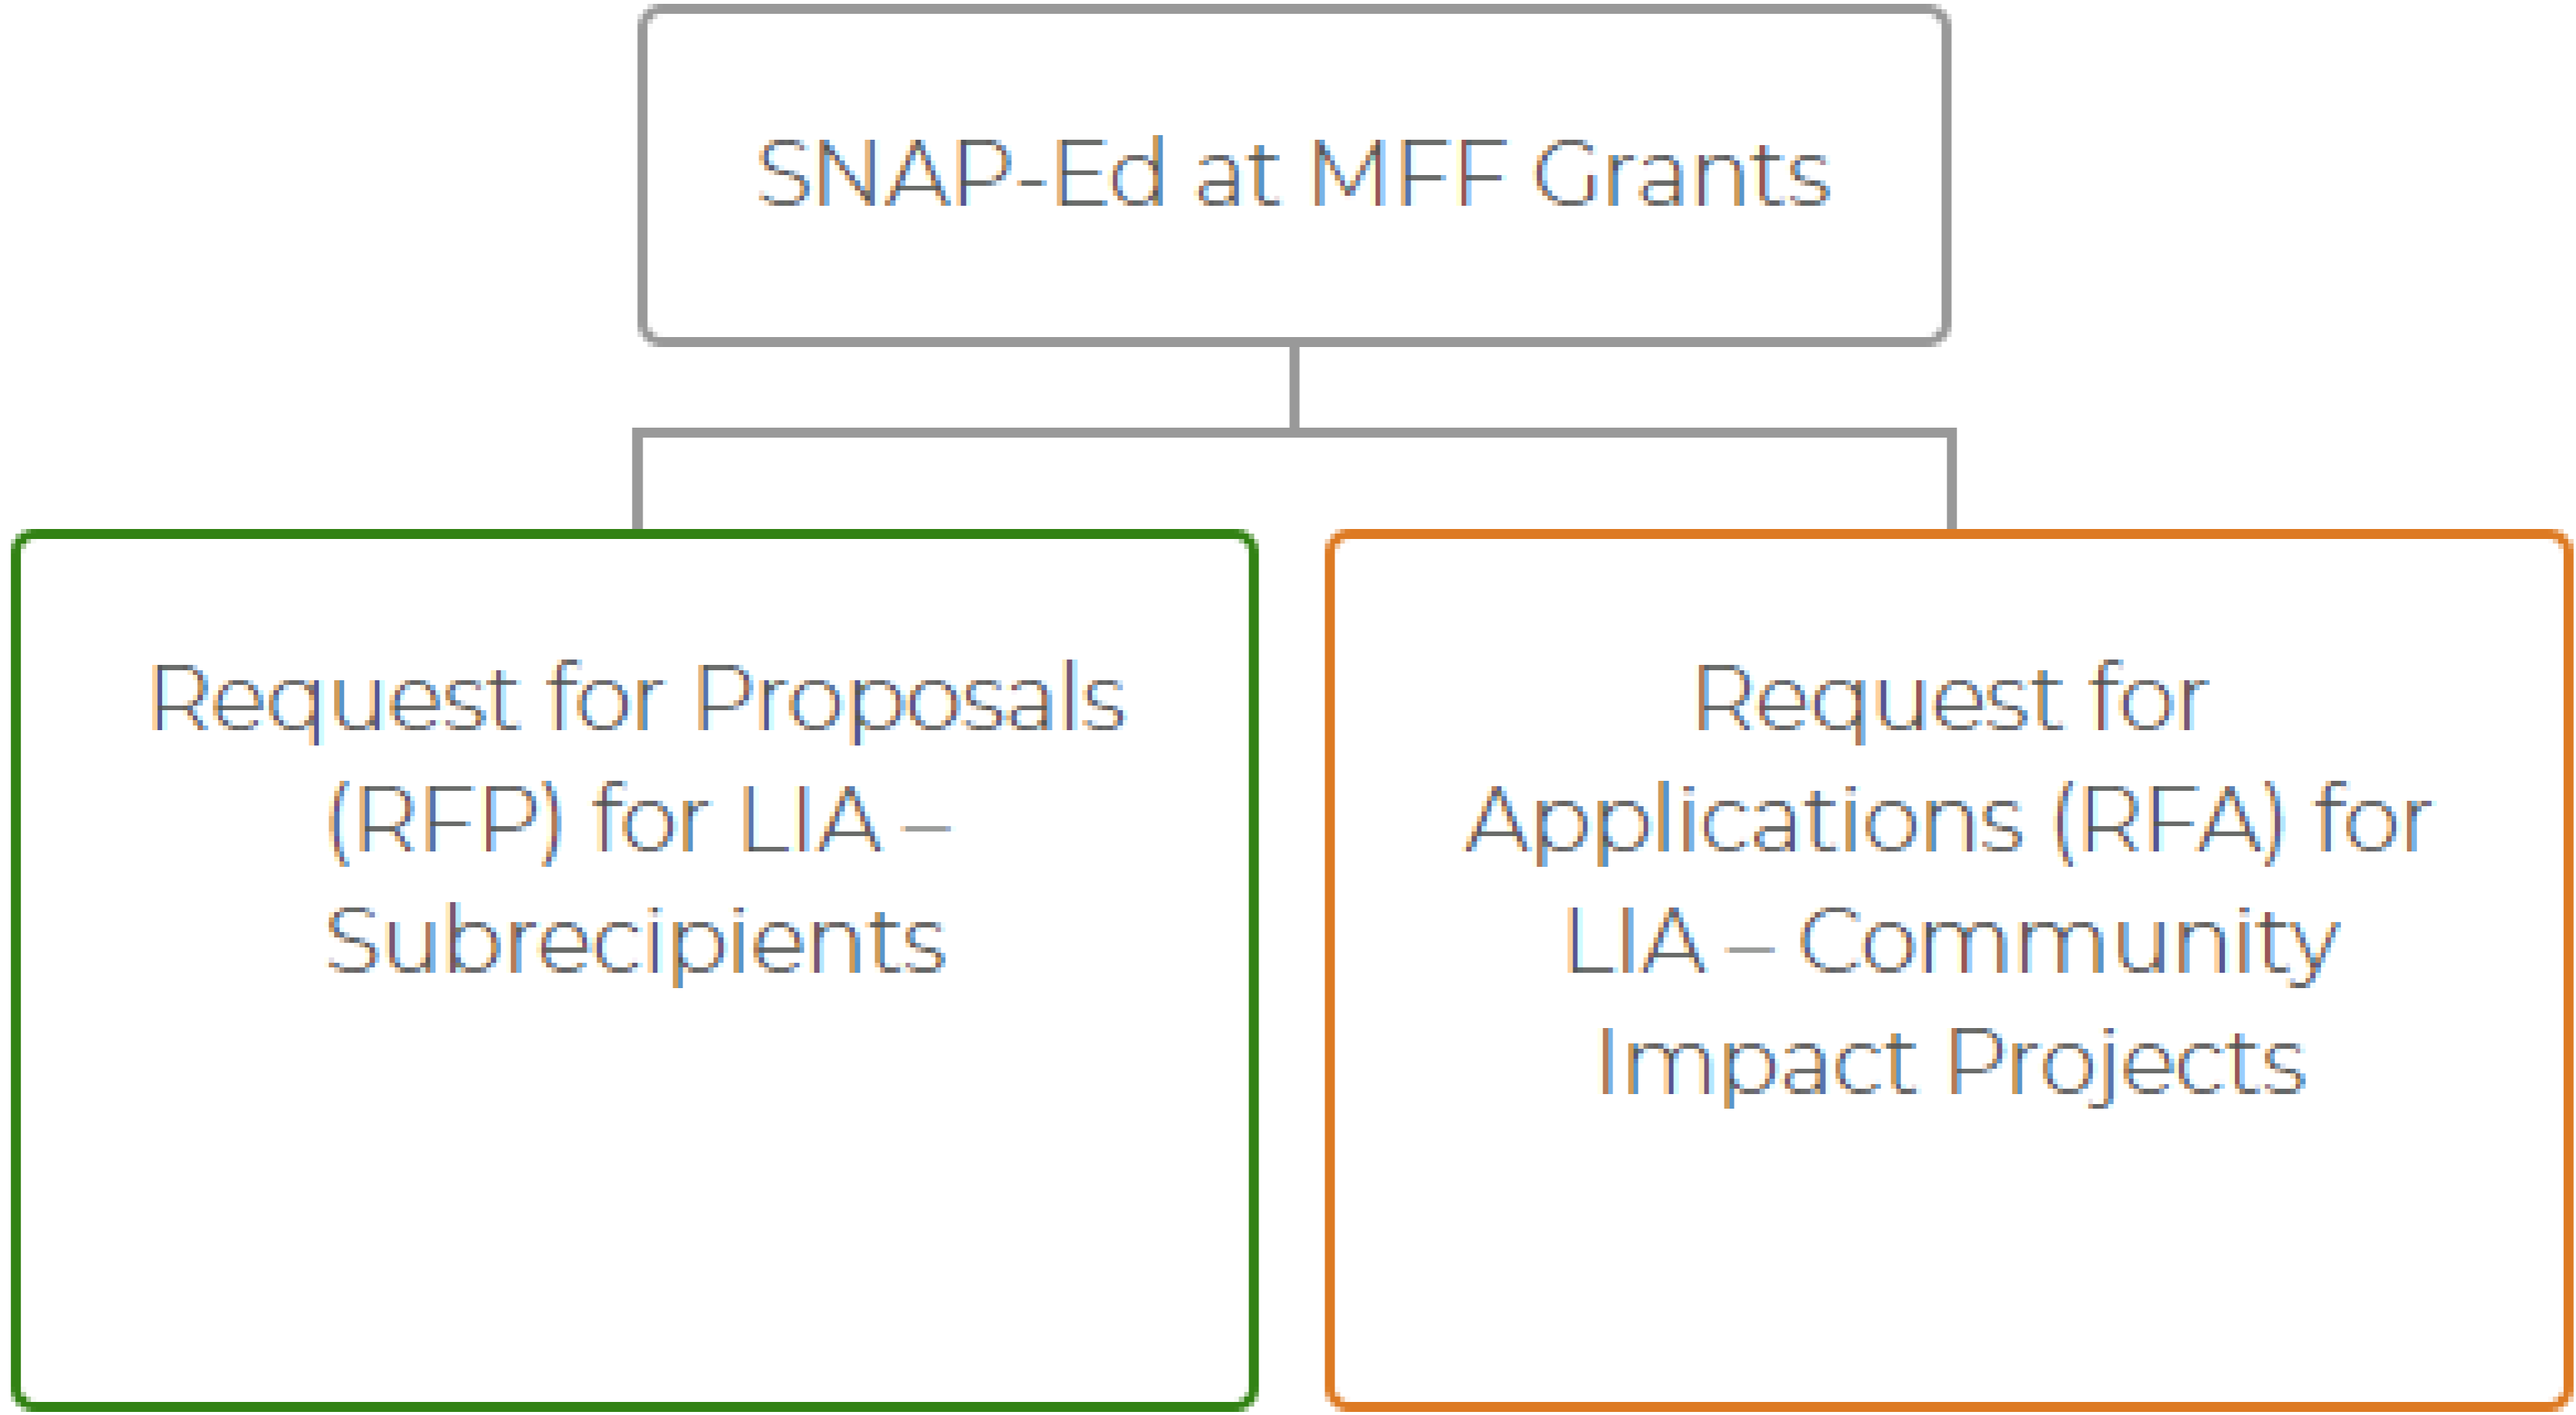 SNAP-Ed at MFF Grants
Request for Proposals
(RFP) for LIA –
Subrecipients
Request for
Applications (RFA) for
LIA – Community
Impact Projects